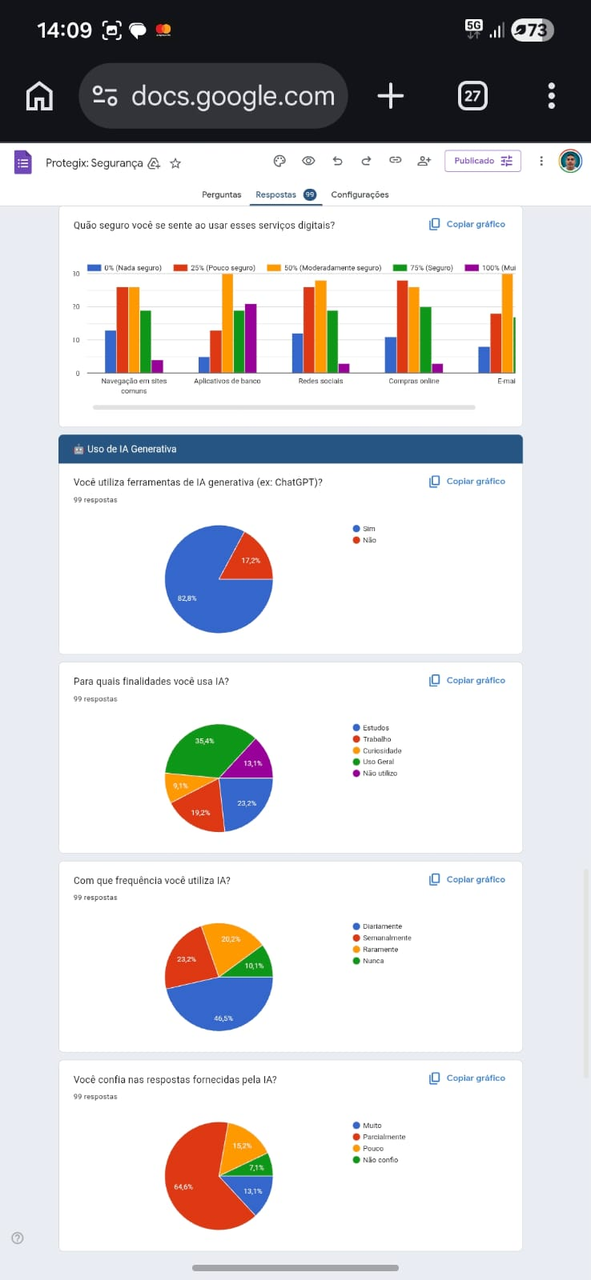 14:09
5G
73
docs.google.com
27
Protegix: Segurança
Publicado
Perguntas
Respostas 99
Configurações
Quão seguro você se sente ao usar esses serviços digitais?
Copiar gráfico
0% (Nada seguro)
25% (Pouco seguro)
50% (Moderadamente seguro)
75% (Seguro)
100% (Mui
30
20
10
0
Navegação em sites
comuns
Aplicativos de banco
Redes sociais
Compras online
E-mai
🤖 Uso de IA Generativa
Você utiliza ferramentas de IA generativa (ex: ChatGPT)?
Copiar gráfico
99 respostas
Sim
Não
17,2%
82,8%
Para quais finalidades você usa IA?
Copiar gráfico
99 respostas
Estudos
Trabalho
Curiosidade
Uso Geral
Não utilizo
35,4%
13,1%
9,1%
23,2%
19,2%
Com que frequência você utiliza IA?
Copiar gráfico
99 respostas
Diariamente
Semanalmente
Raramente
Nunca
20,2%
23,2%
10,1%
46,5%
Você confia nas respostas fornecidas pela IA?
Copiar gráfico
99 respostas
Muito
Parcialmente
Pouco
Não confio
15,2%
7,1%
64,6%
13,1%